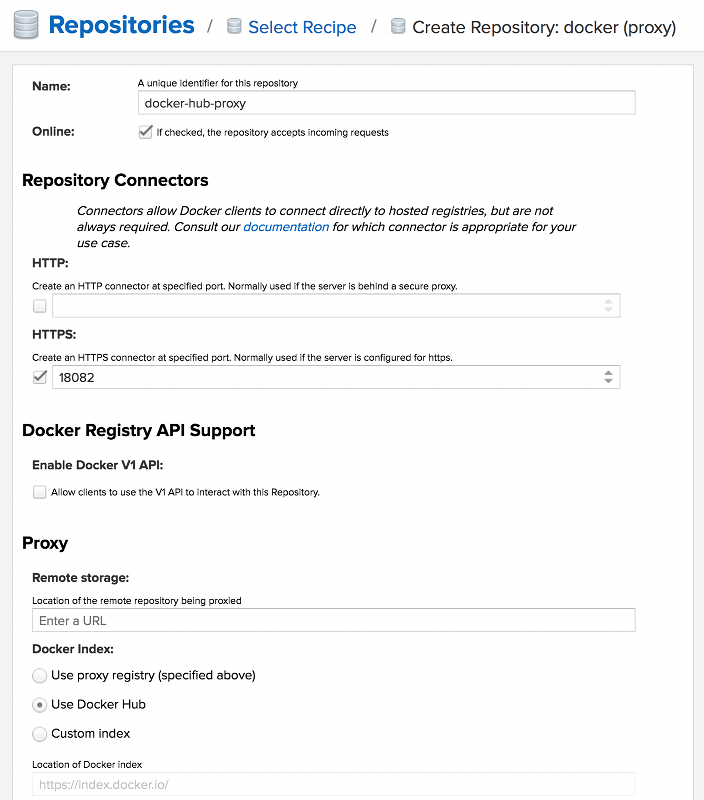 Repositories / Select Recipe / Create Repository: docker (proxy)
Name:
A unique identifier for this repository
docker-hub-proxy
Online:
If checked, the repository accepts incoming requests
Repository Connectors
Connectors allow Docker clients to connect directly to hosted registries, but are not
always required. Consult our documentation for which connector is appropriate for your
use case.
HTTP:
Create an HTTP connector at specified port. Normally used if the server is behind a secure proxy.
HTTPS:
Create an HTTPS connector at specified port. Normally used if the server is configured for https.
18082
Docker Registry API Support
Enable Docker V1 API:
Allow clients to use the V1 API to interact with this Repository.
Proxy
Remote storage:
Location of the remote repository being proxied
Enter a URL
Docker Index:
Use proxy registry (specified above)
Use Docker Hub
Custom index
Location of Docker index
https://index.docker.io/